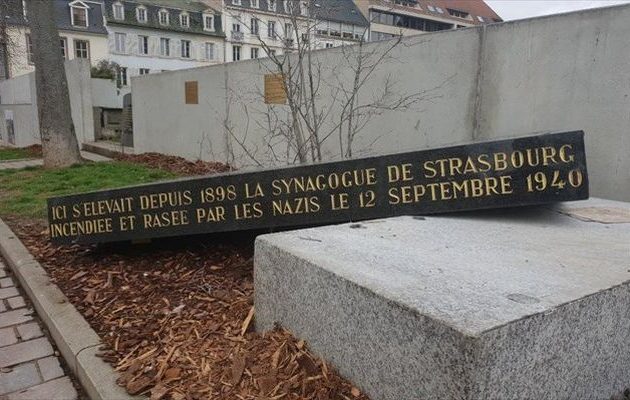 ICI S'ELEVAIT DEPUIS 1898 LA SYNAGOGUE DE STRASBOURG
INCENDIEE ET RASEE PAR LES NAZIS LE 12 SEPTEMBRE 1940